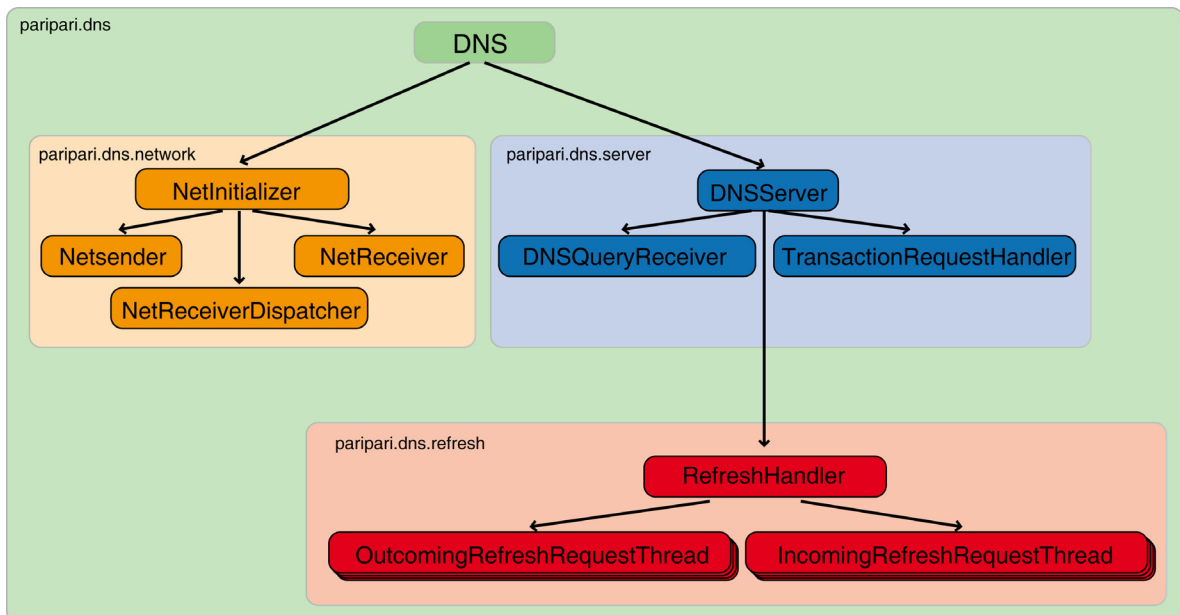 paripari.dns
DNS
paripari.dns.network
paripari.dns.server
NetInitializer
DNSServer
Netsender
NetReceiver
DNSQueryReceiver
TransactionRequestHandler
NetReceiverDispatcher
paripari.dns.refresh
RefreshHandler
OutcomingRefreshRequestThread
IncomingRefreshRequestThread